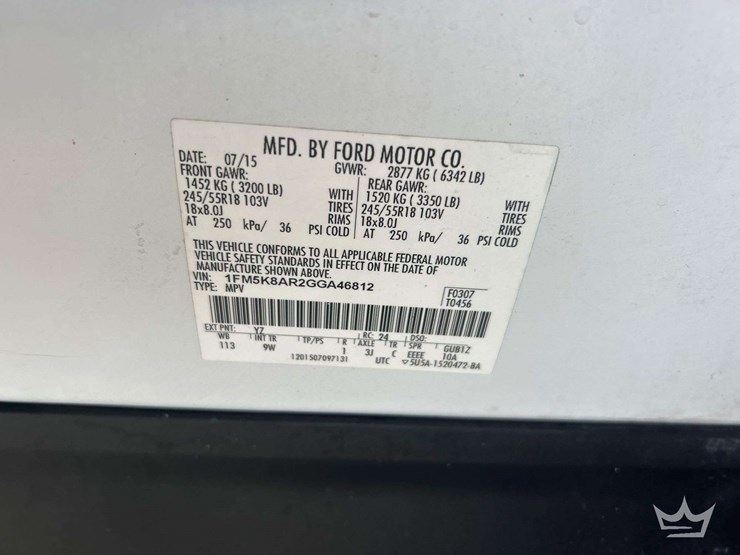 MFD. BY FORD MOTOR CO.
DATE: 07/15 GVWR: 2877 KG ( 6342 LB)
FRONT GAWR: REAR GAWR:
1452 KG ( 3200 LB) WITH 1520 KG ( 3350 LB) WITH
245/55R18 103V TIRES 245/55R18 103V TIRES
18x8.0J RIMS 18x8.0J RIMS
AT 250 kPa/ 36 PSI COLD AT 250 kPa/ 36 PSI COLD
THIS VEHICLE CONFORMS TO ALL APPLICABLE FEDERAL MOTOR
VEHICLE SAFETY STANDARDS IN EFFECT ON THE DATE OF
MANUFACTURE SHOWN ABOVE.
VIN: 1FM5K8AR2GGA46812 F0307
TYPE: MPV T0456
EXT PNT: Y7 RC: 24 DSO:
WB INT TR TP/PS R AXLE TR SPR GUB1Z
113 9W 1 3J C EEEE 10A
1201507097131 UTC 5U5A-1520472-BA